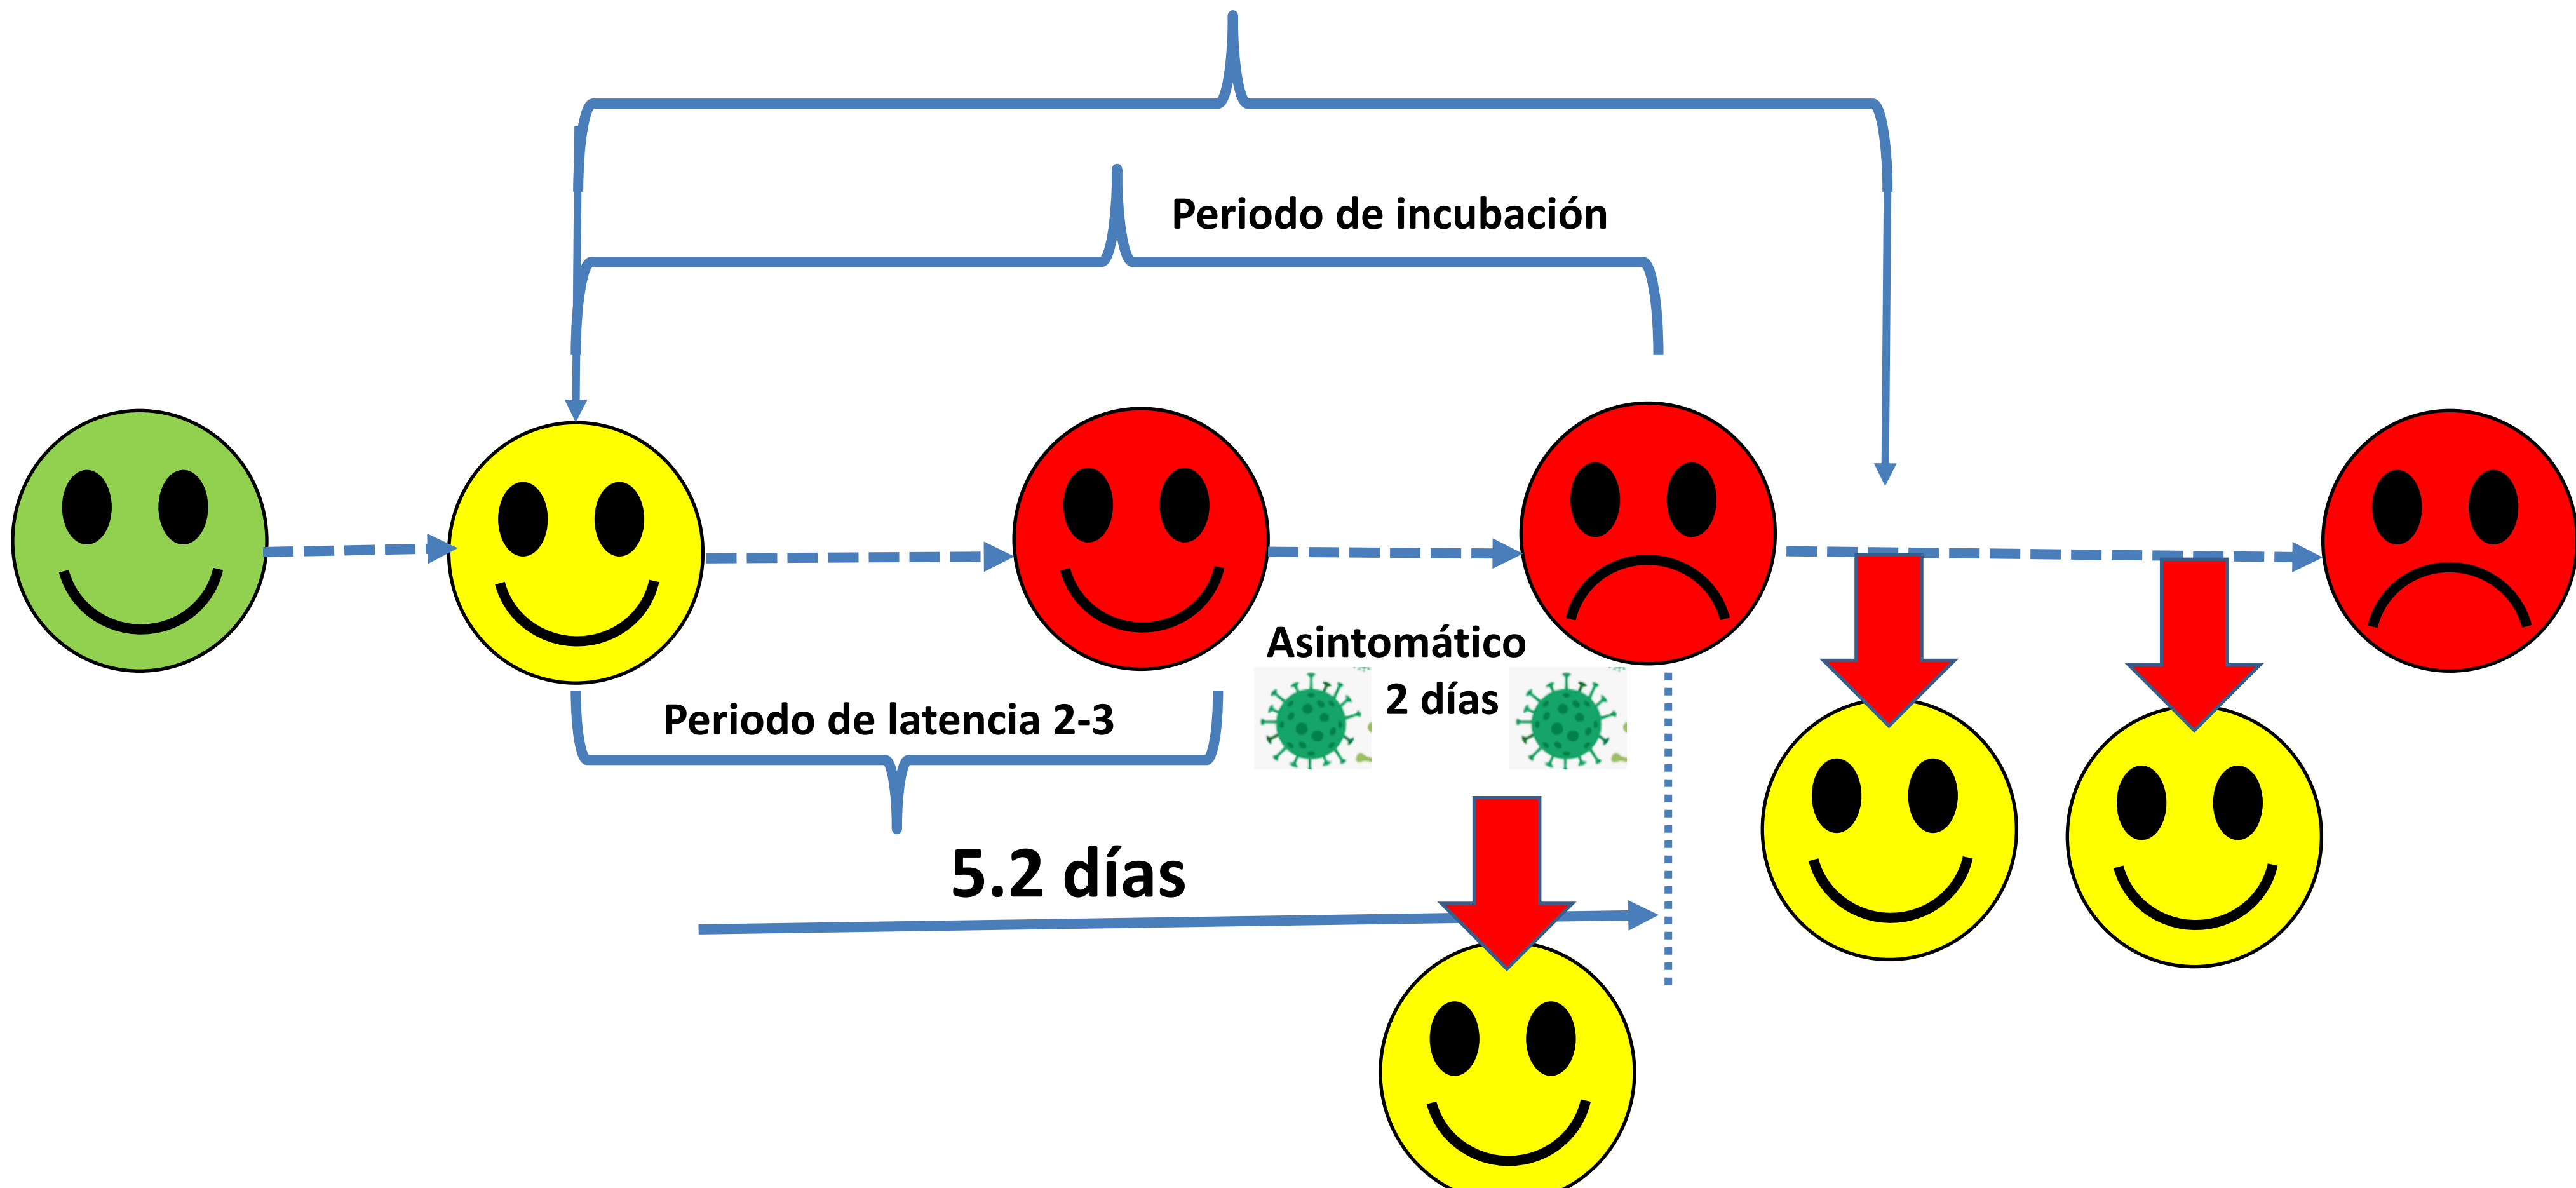 Periodo de incubación
Asintomático
2 días
Periodo de latencia 2-3
5.2 días